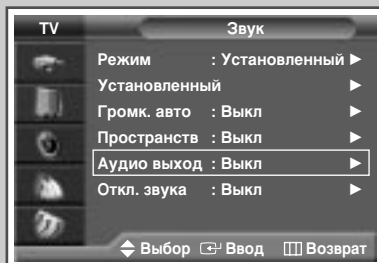 TV Звук
Режим : Установленный ►
Установленный ►
Громк. авто : Выкл ►
Пространств : Выкл ►
Аудио выход : Выкл ►
Откл. звука : Выкл ►
Выбор Ввод Возврат